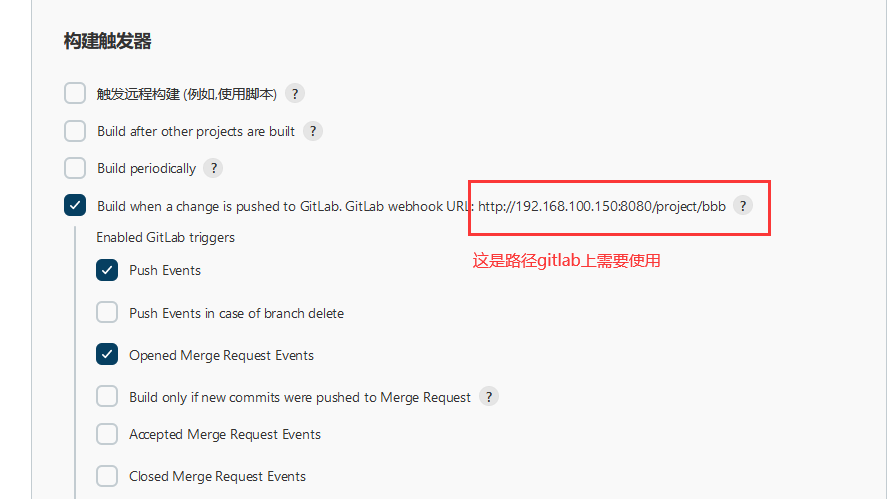 构建触发器
触发远程构建 (例如,使用脚本) ?
Build after other projects are built ?
Build periodically ?
Build when a change is pushed to GitLab. GitLab webhook URL: http://192.168.100.150:8080/project/bbb ?
Enabled GitLab triggers
这是路径gitlab上需要使用
Push Events
Push Events in case of branch delete
Opened Merge Request Events
Build only if new commits were pushed to Merge Request ?
Accepted Merge Request Events
Closed Merge Request Events